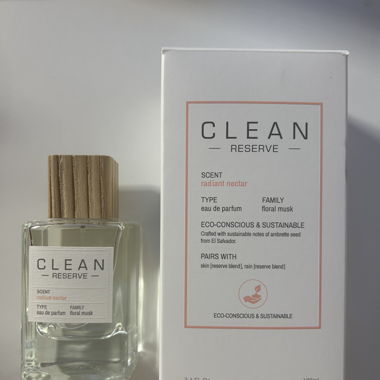 CLEAN
— RESERVE —
SCENT
radiant nectar
TYPE FAMILY
eau de parfum floral musk
ECO-CONSCIOUS & SUSTAINABLE
Crafted with sustainable notes of ambrette seed
from El Salvador.
PAIRS WITH
skin [reserve blend], rain [reserve blend]
ECO-CONSCIOUS & SUSTAINABLE
CLEAN
— RESERVE —
SCENT
radiant nectar
TYPE FAMILY
eau de parfum floral musk